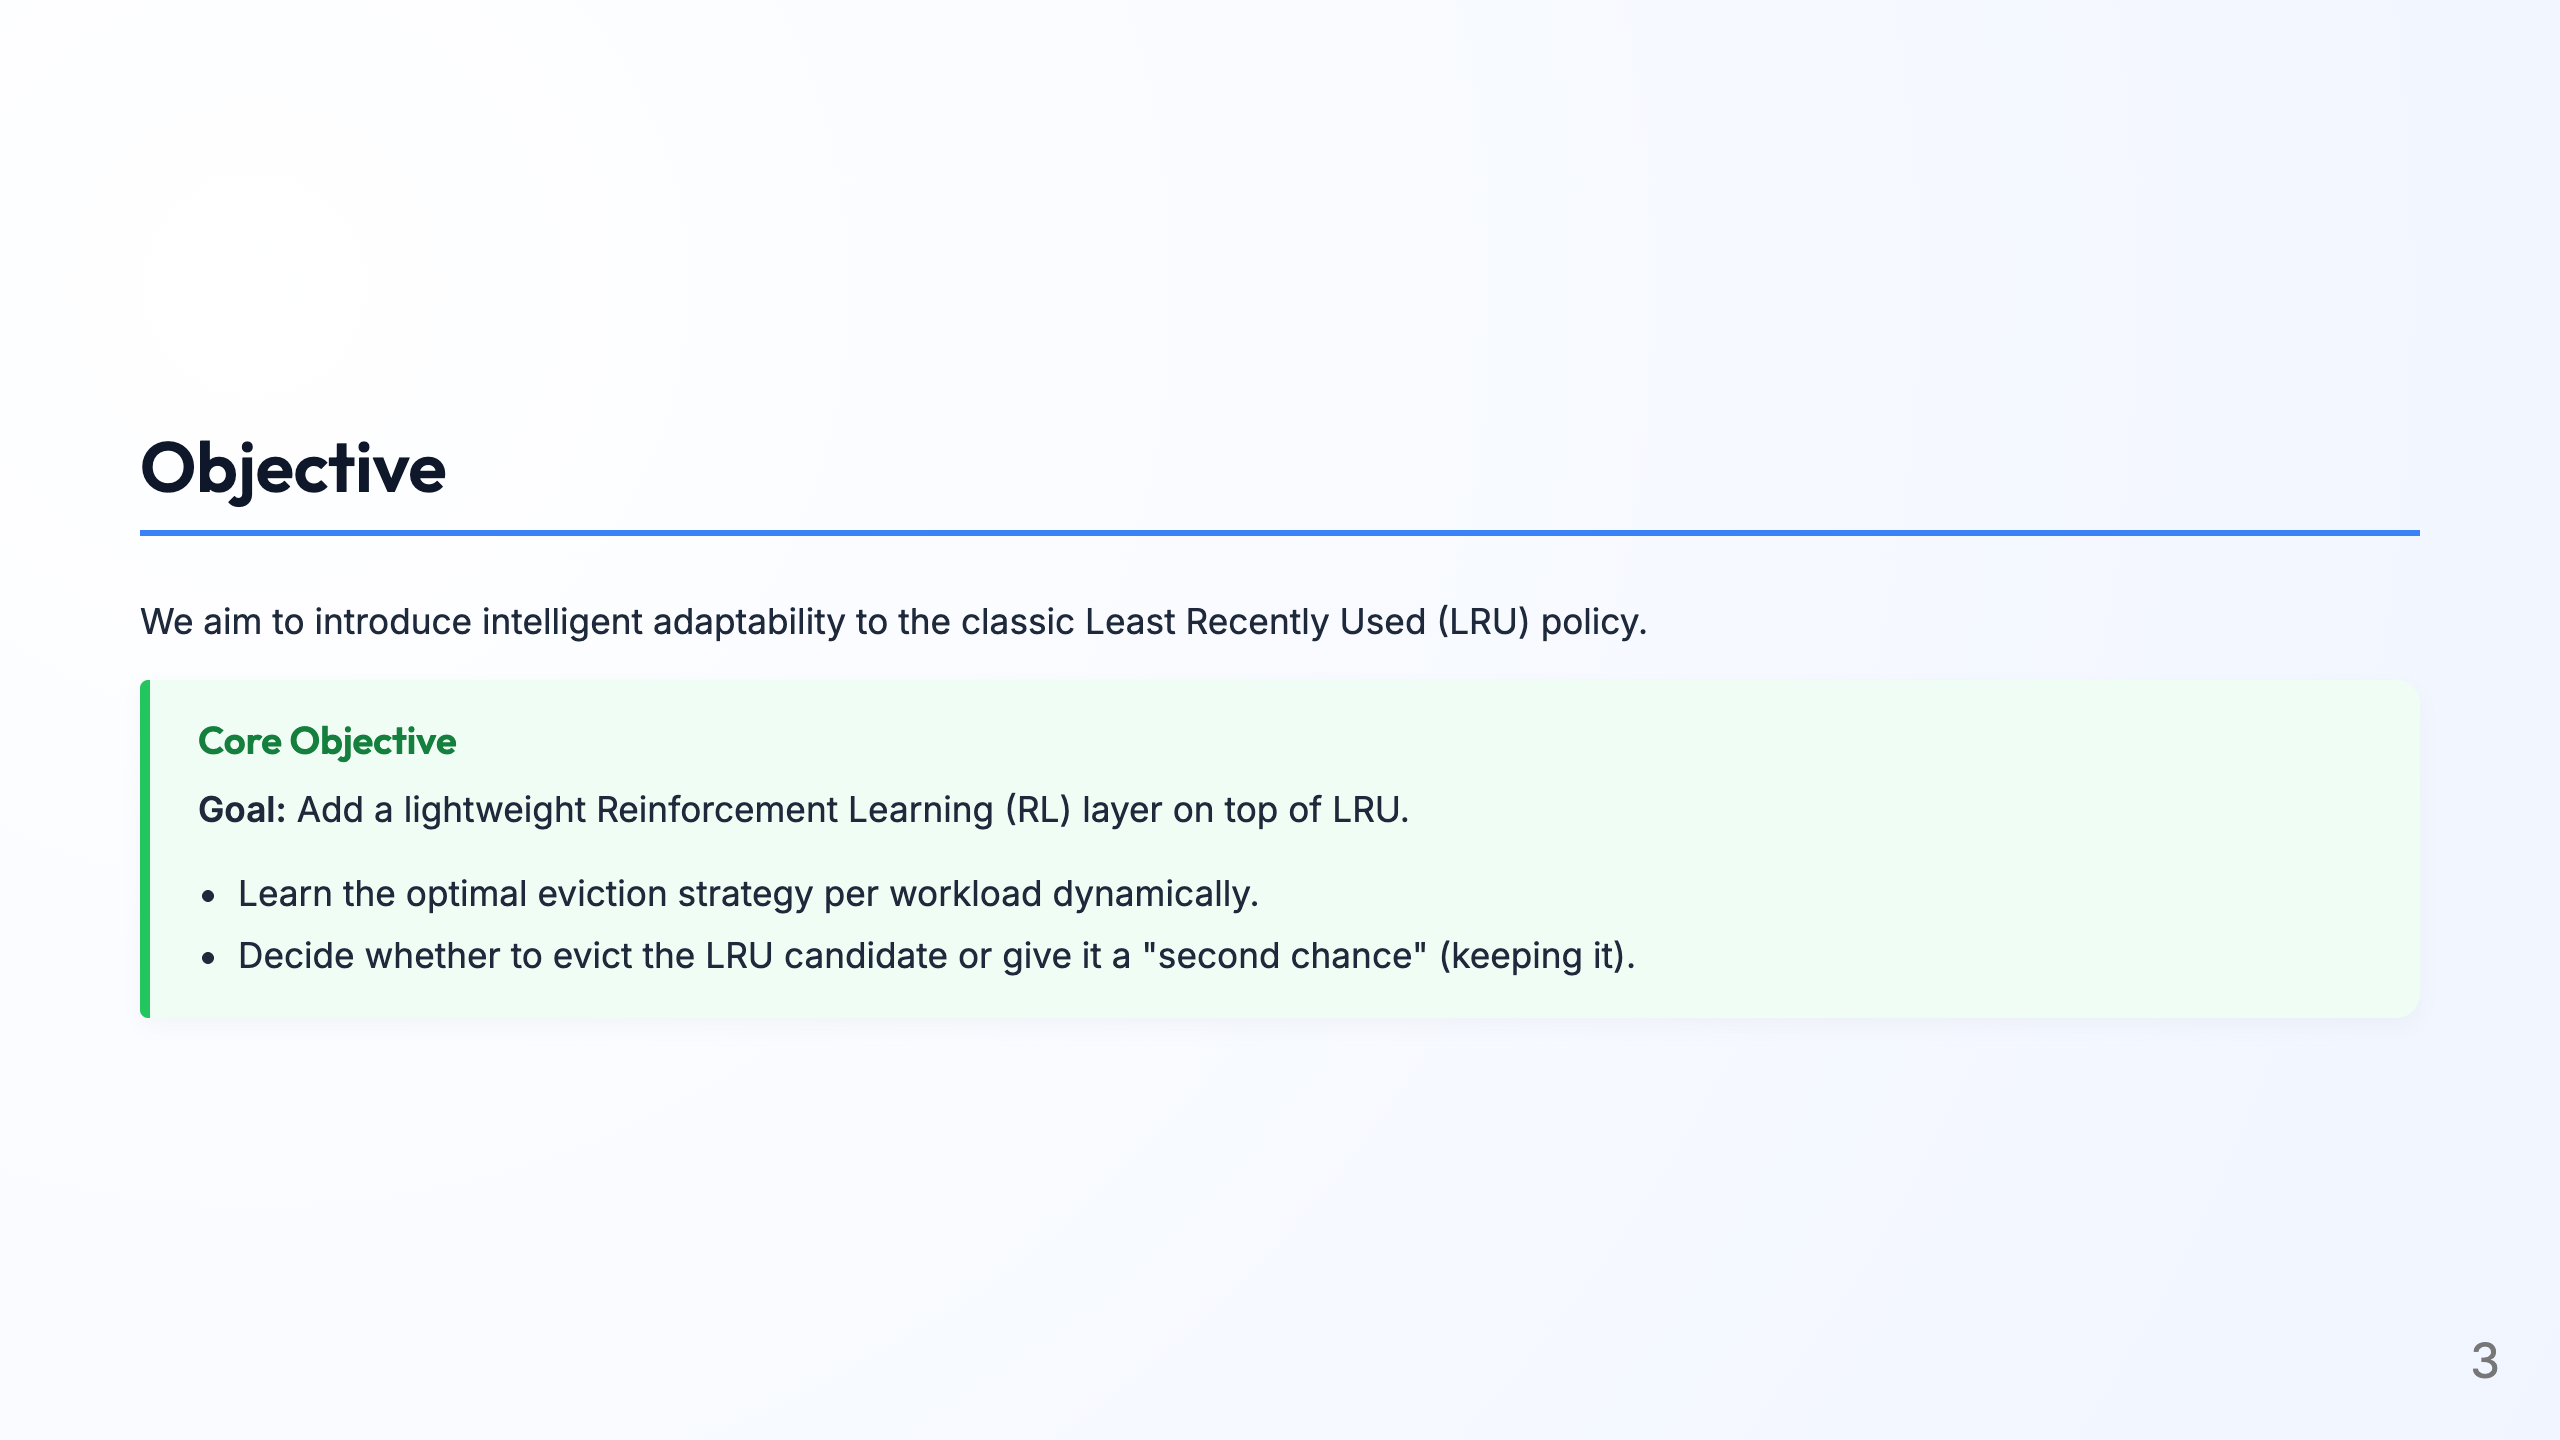 Objective
We aim to introduce intelligent adaptability to the classic Least Recently Used (LRU) policy.
Core Objective
Goal: Add a lightweight Reinforcement Learning (RL) layer on top of LRU.
• Learn the optimal eviction strategy per workload dynamically.
• Decide whether to evict the LRU candidate or give it a "second chance" (keeping it).
3